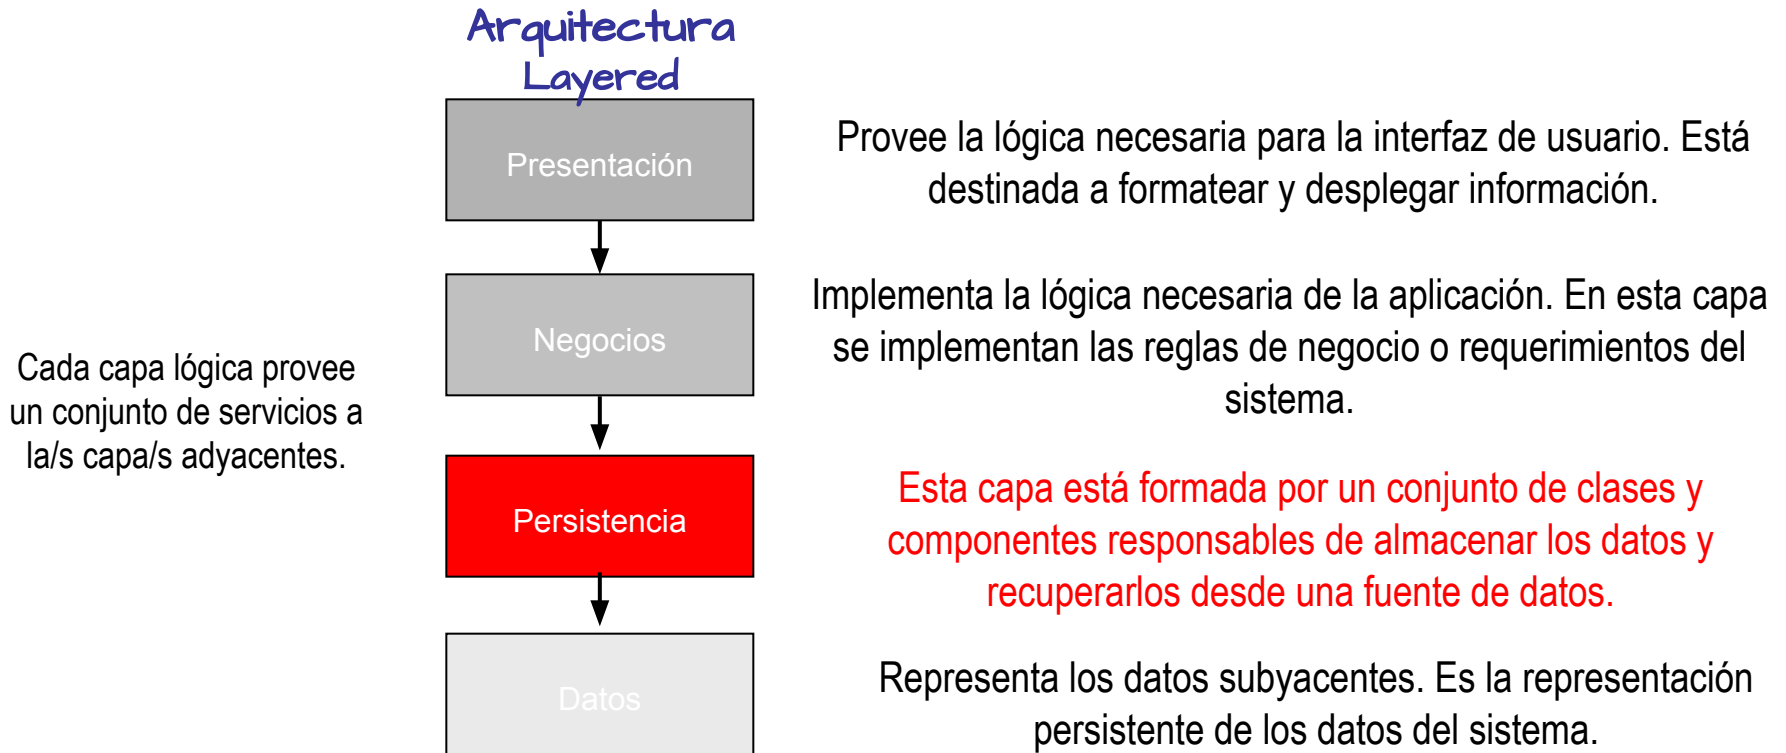 Arquitectura
Layered
Presentación
Provee la lógica necesaria para la interfaz de usuario. Está
destinada a formatear y desplegar información.
Negocios
Implementa la lógica necesaria de la aplicación. En esta capa
se implementan las reglas de negocio o requerimientos del
sistema.
Cada capa lógica provee
un conjunto de servicios a
la/s capa/s adyacentes.
Persistencia
Esta capa está formada por un conjunto de clases y
componentes responsables de almacenar los datos y
recuperarlos desde una fuente de datos.
Datos
Representa los datos subyacentes. Es la representación
persistente de los datos del sistema.